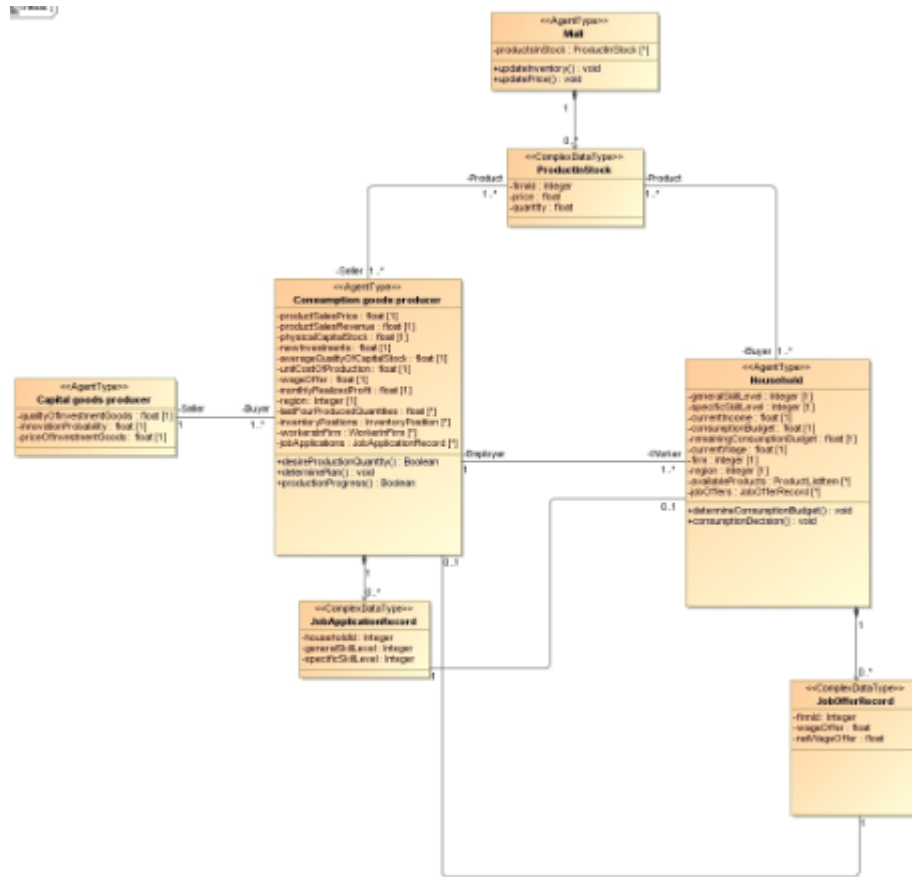 <<AgentType>>
Mall
-productsInStock : ProductInStock [*]
+updateInventory() : void
+updatePrice() : void
1
0..*
<<ComplexDataType>>
ProductInStock
-firmId : Integer
-price : float
-quantity : float
-Product
1..*
-Product
1..*
-Seller 1..*
<<AgentType>>
Consumption goods producer
-productSalesPrice : float [1]
-productSalesRevenue : float [1]
-physicalCapitalStock : float [1]
-newInvestments : float [1]
-averageQualityOfCapitalStock : float [1]
-unitCostOfProduction : float [1]
-wageOffer : float [1]
-monthlyRealizedProfit : float [1]
-region : Integer [1]
-lastFourProducedQuantities : float [*]
-inventoryPositions : InventoryPosition [*]
-workersInFirm : WorkerInFirm [*]
-jobApplications : JobApplicationRecord [*]
+desireProductionQuantity() : Boolean
+determinePlan() : void
+productionProgress() : Boolean
<<AgentType>>
Capital goods producer
-qualityOfInvestmentGoods : float [1]
-innovationProbability : float [1]
-priceOfInvestmentGoods : float [1]
-Seller
1
-Buyer
1..*
-Buyer 1..*
<<AgentType>>
Household
-generalSkillLevel : Integer [1]
-specificSkillLevel : Integer [1]
-currentIncome : float [1]
-consumptionBudget : float [1]
-remainingConsumptionBudget : float [1]
-currentWage : float [1]
-firm : Integer [1]
-region : Integer [1]
-availableProducts : ProductListItem [*]
-jobOffers : JobOfferRecord [*]
+determineConsumptionBudget() : void
+consumptionDecision() : void
-Employer
1
-Worker
1..*
0..1
0..1
1
0..*
<<ComplexDataType>>
JobApplicationRecord
-householdId : Integer
-generalSkillLevel : Integer
-specificSkillLevel : Integer
1
1
0..*
<<ComplexDataType>>
JobOfferRecord
-firmId : Integer
-wageOffer : float
-netWageOffer : float
1